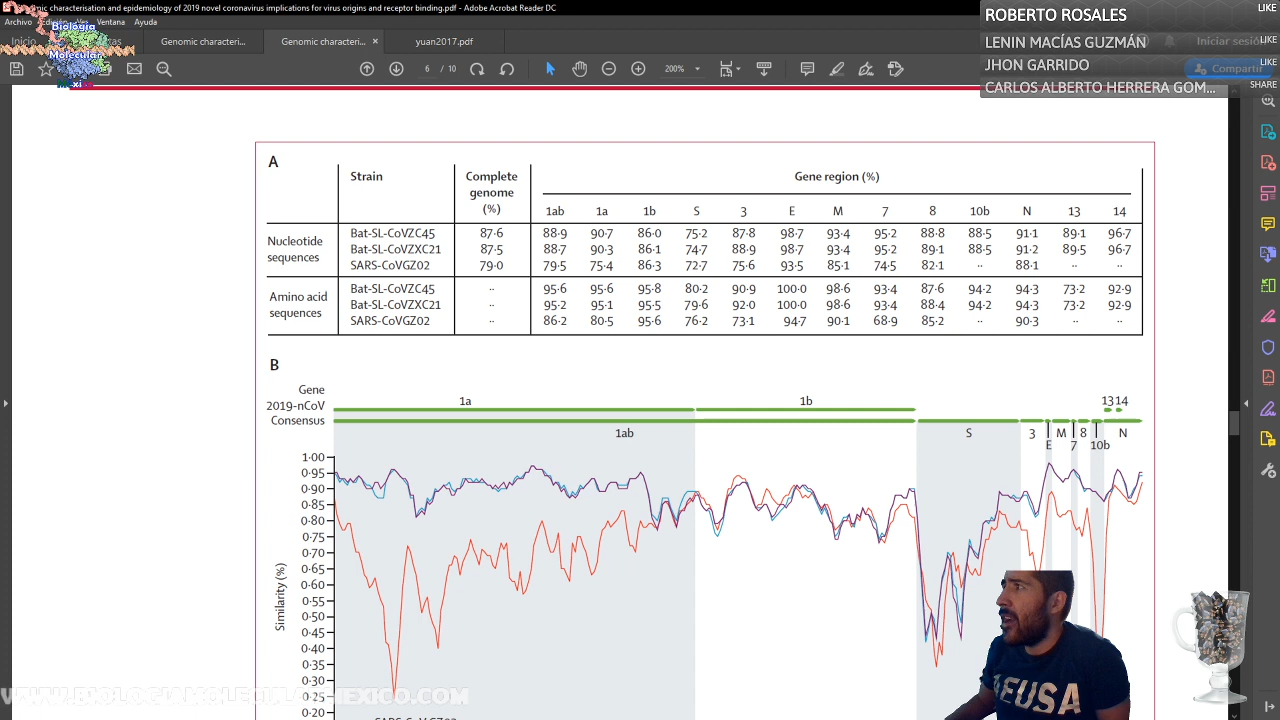 omic characterisation and epidemiology of 2019 novel coronavirus implications for virus origins and receptor binding.pdf - Adobe Acrobat Reader DC
Archivo Ventana Ayuda
Biología
Molecular
Mexi
Inicio Genomic characteri... Genomic characteri... × yuan2017.pdf Iniciar sesió
6 / 10 200% Compartir
ROBERTO ROSALES
LENIN MACÍAS GUZMÁN
JHON GARRIDO
CARLOS ALBERTO HERRERA GOM...
LIKE
LIKE
LIKE
SHARE
A
Strain Complete genome (%) Gene region (%)
1ab 1a 1b S 3 E M 7 8 10b N 13 14
Nucleotide sequences
Bat-SL-CoVZC45 87·6 88·9 90·7 86·0 75·2 87·8 98·7 93·4 95·2 88·8 88·5 91·1 89·1 96·7
Bat-SL-CoVZXC21 87·5 88·7 90·3 86·1 74·7 88·9 98·7 93·4 95·2 89·1 88·5 91·2 89·5 96·7
SARS-CoVGZ02 79·0 79·5 75·4 86·3 72·7 75·6 93·5 85·1 74·5 82·1 ·· 88·1 ·· ··
Amino acid sequences
Bat-SL-CoVZC45 ·· 95·6 95·6 95·8 80·2 90·9 100·0 98·6 93·4 87·6 94·2 94·3 73·2 92·9
Bat-SL-CoVZXC21 ·· 95·2 95·1 95·5 79·6 92·0 100·0 98·6 93·4 88·4 94·2 94·3 73·2 92·9
SARS-CoVGZ02 ·· 86·2 80·5 95·6 76·2 73·1 94·7 90·1 68·9 85·2 ·· 90·3 ·· ··
B
Gene 1a 1b 13 14
2019-nCoV
Consensus
1ab S 3 E M 7 8 10b N
Similarity (%)
1·00
0·95
0·90
0·85
0·80
0·75
0·70
0·65
0·60
0·55
0·50
0·45
0·40
0·35
0·30
0·25
0·20
AEUSA
WWW.BIOLOGIAMOLECULARMEXICO.COM